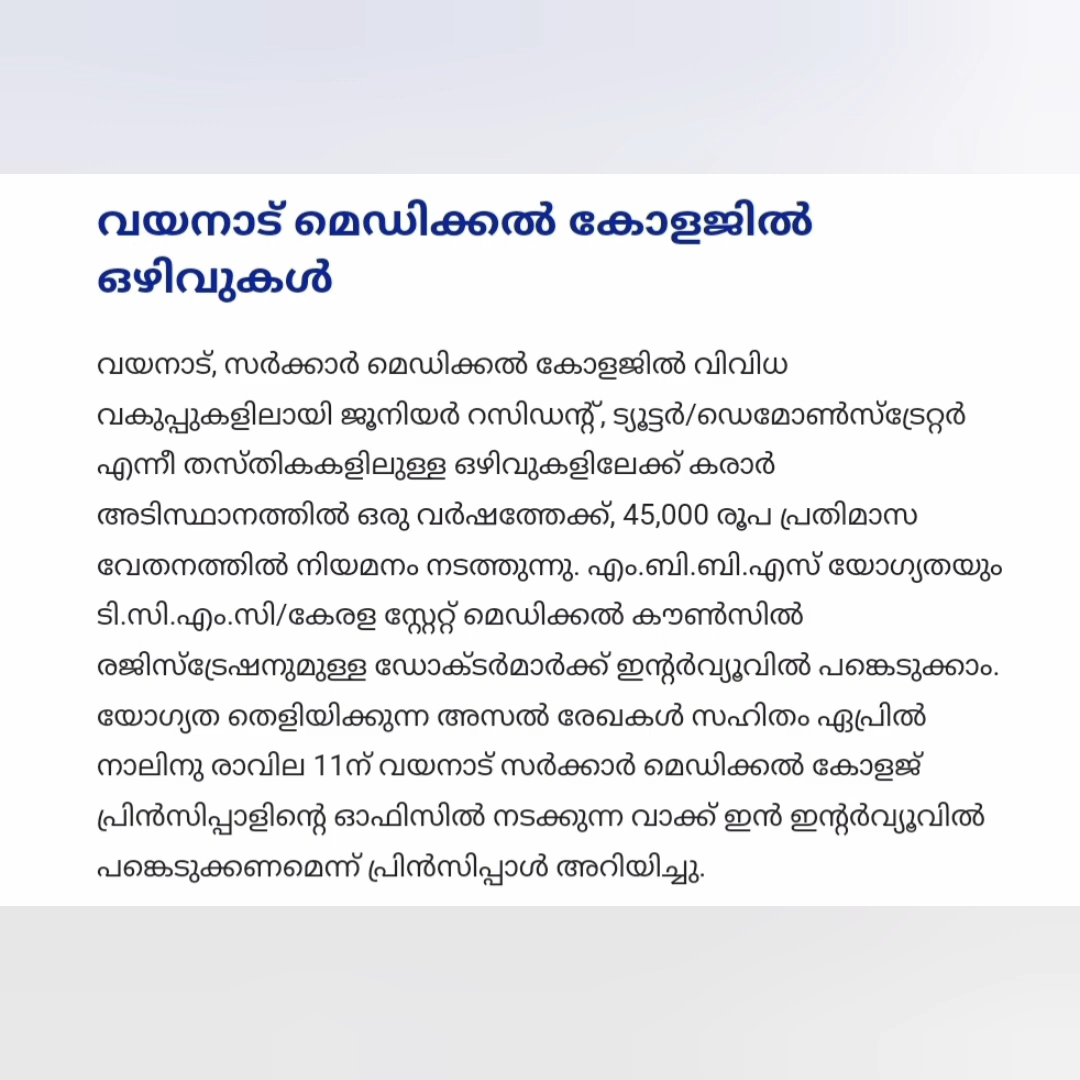 വയനാട് മെഡിക്കൽ കോളജിൽ
ഒഴിവുകൾ
വയനാട്, സർക്കാർ മെഡിക്കൽ കോളജിൽ വിവിധ
വകുപ്പുകളിലായി ജൂനിയർ റസിഡന്റ്, ട്യൂട്ടർ/ഡെമോൺസ്ട്രേറ്റർ
എന്നീ തസ്തികകളിലുള്ള ഒഴിവുകളിലേക്ക് കരാർ
അടിസ്ഥാനത്തിൽ ഒരു വർഷത്തേക്ക്, 45,000 രൂപ പ്രതിമാസ
വേതനത്തിൽ നിയമനം നടത്തുന്നു. എം.ബി.ബി.എസ് യോഗ്യതയും
ടി.സി.എം.സി/കേരള സ്റ്റേറ്റ് മെഡിക്കൽ കൗൺസിൽ
രജിസ്ട്രേഷനുമുള്ള ഡോക്ടർമാർക്ക് ഇന്റർവ്യൂവിൽ പങ്കെടുക്കാം.
യോഗ്യത തെളിയിക്കുന്ന അസൽ രേഖകൾ സഹിതം ഏപ്രിൽ
നാലിനു രാവില 11ന് വയനാട് സർക്കാർ മെഡിക്കൽ കോളജ്
പ്രിൻസിപ്പാളിന്റെ ഓഫിസിൽ നടക്കുന്ന വാക്ക് ഇൻ ഇന്റർവ്യൂവിൽ
പങ്കെടുക്കണമെന്ന് പ്രിൻസിപ്പാൾ അറിയിച്ചു.